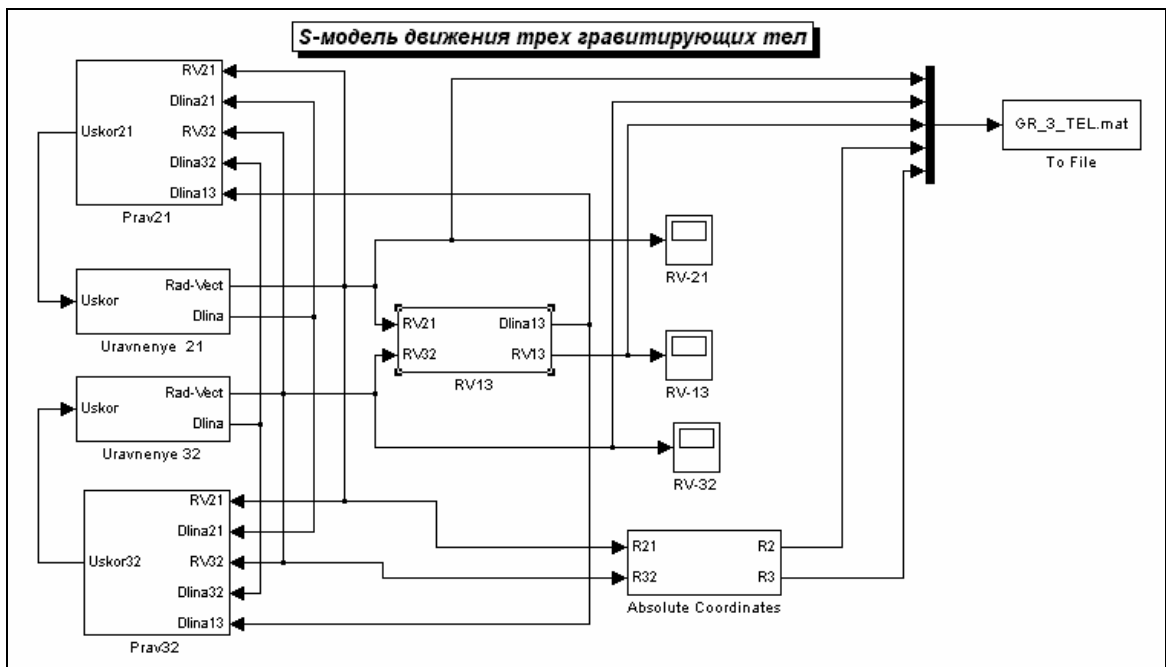 S-модель движения трех гравитирующих тел
RV21
Dlina21
Uskor21
RV32
Dlina32
Dlina13
Prav21
GR_3_TEL.mat
To File
RV-21
Uskor
Rad-Vect
Dlina
Uravnenye 21
RV21
Dlina13
RV32
RV13
RV13
RV-13
Uskor
Rad-Vect
Dlina
Uravnenye 32
RV-32
RV21
Dlina21
Uskor32
RV32
Dlina32
Dlina13
Prav32
R21
R2
R32
R3
Absolute Coordinates